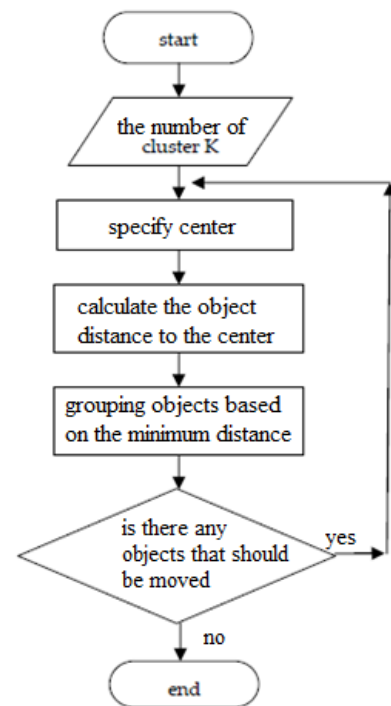 start
the number of
cluster K
specify center
calculate the object
distance to the center
grouping objects based
on the minimum distance
is there any
objects that should
be moved
yes
no
end